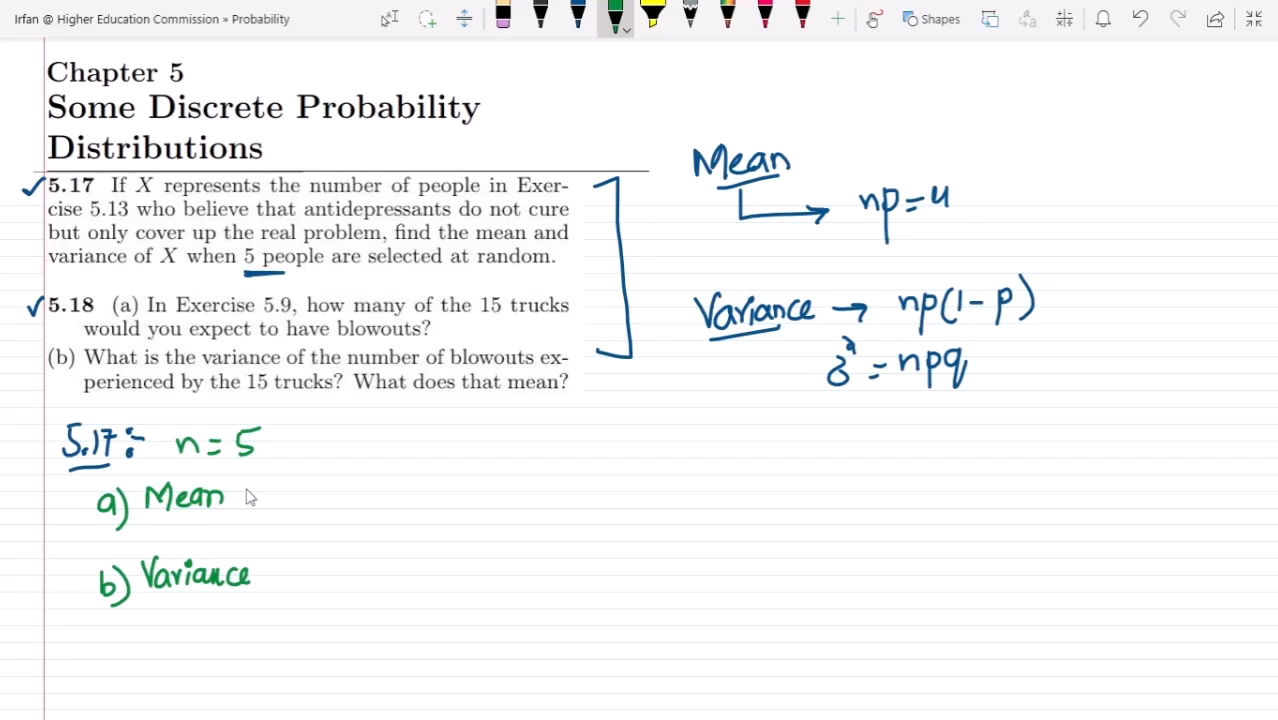 Irfan @ Higher Education Commission » Probability
Shapes
Chapter 5
Some Discrete Probability
Distributions
5.17 If X represents the number of people in Exer-
cise 5.13 who believe that antidepressants do not cure
but only cover up the real problem, find the mean and
variance of X when 5 people are selected at random.
5.18 (a) In Exercise 5.9, how many of the 15 trucks
would you expect to have blowouts?
(b) What is the variance of the number of blowouts ex-
perienced by the 15 trucks? What does that mean?
Mean
np = μ
Variance → np(1 - p)
σ² = npq
5.17:- n = 5
a) Mean
b) Variance